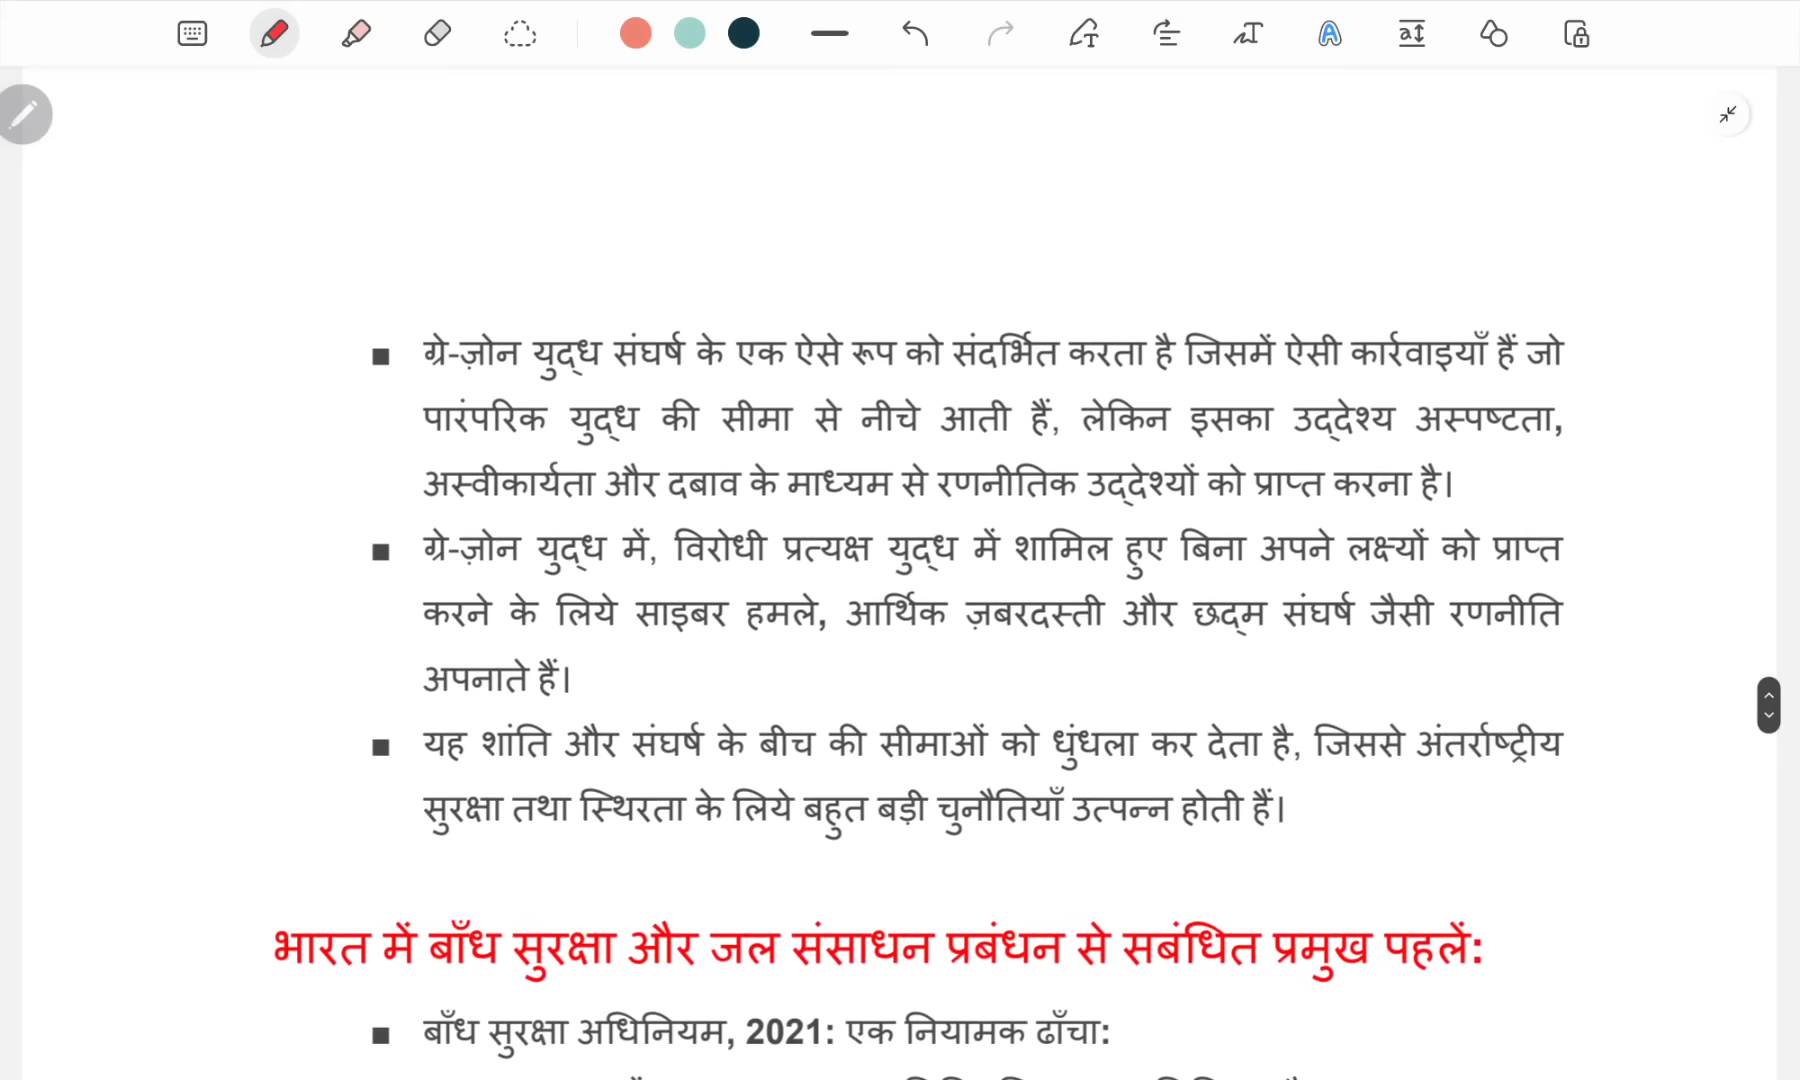 ग्रे-ज़ोन युद्ध संघर्ष के एक ऐसे रूप को संदर्भित करता है जिसमें ऐसी कार्रवाइयाँ हैं जो
पारंपरिक युद्ध की सीमा से नीचे आती हैं, लेकिन इसका उद्देश्य अस्पष्टता,
अस्वीकार्यता और दबाव के माध्यम से रणनीतिक उद्देश्यों को प्राप्त करना है।
ग्रे-ज़ोन युद्ध में, विरोधी प्रत्यक्ष युद्ध में शामिल हुए बिना अपने लक्ष्यों को प्राप्त
करने के लिये साइबर हमले, आर्थिक ज़बरदस्ती और छद्म संघर्ष जैसी रणनीति
अपनाते हैं।
यह शांति और संघर्ष के बीच की सीमाओं को धुंधला कर देता है, जिससे अंतर्राष्ट्रीय
सुरक्षा तथा स्थिरता के लिये बहुत बड़ी चुनौतियाँ उत्पन्न होती हैं।
भारत में बाँध सुरक्षा और जल संसाधन प्रबंधन से सबंधित प्रमुख पहलें:
बाँध सुरक्षा अधिनियम, 2021: एक नियामक ढाँचा: